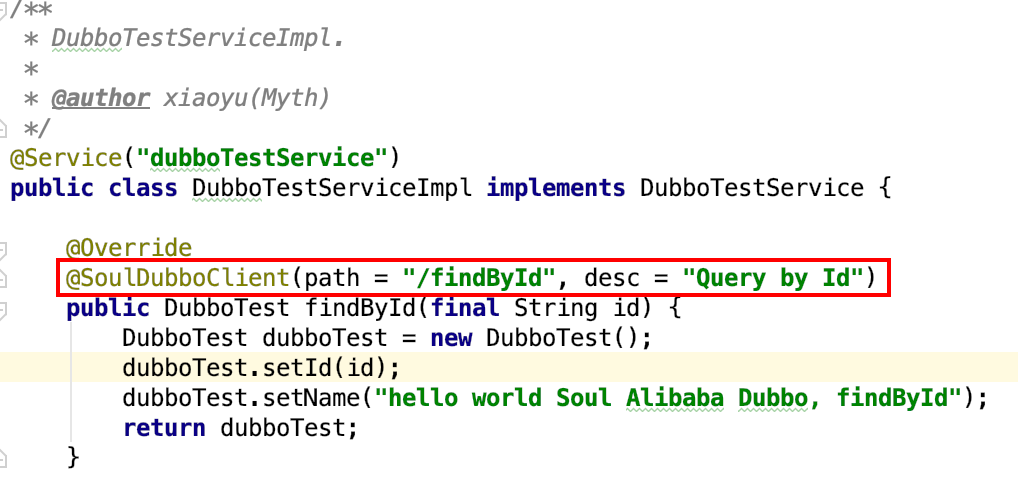 /**
 * DubboTestServiceImpl.
 *
 * @author xiaoyu(Myth)
 */
@Service("dubboTestService")
public class DubboTestServiceImpl implements DubboTestService {
    @Override
    @SoulDubboClient(path = "/findById", desc = "Query by Id")
    public DubboTest findById(final String id) {
        DubboTest dubboTest = new DubboTest();
        dubboTest.setId(id);
        dubboTest.setName("hello world Soul Alibaba Dubbo, findById");
        return dubboTest;
    }